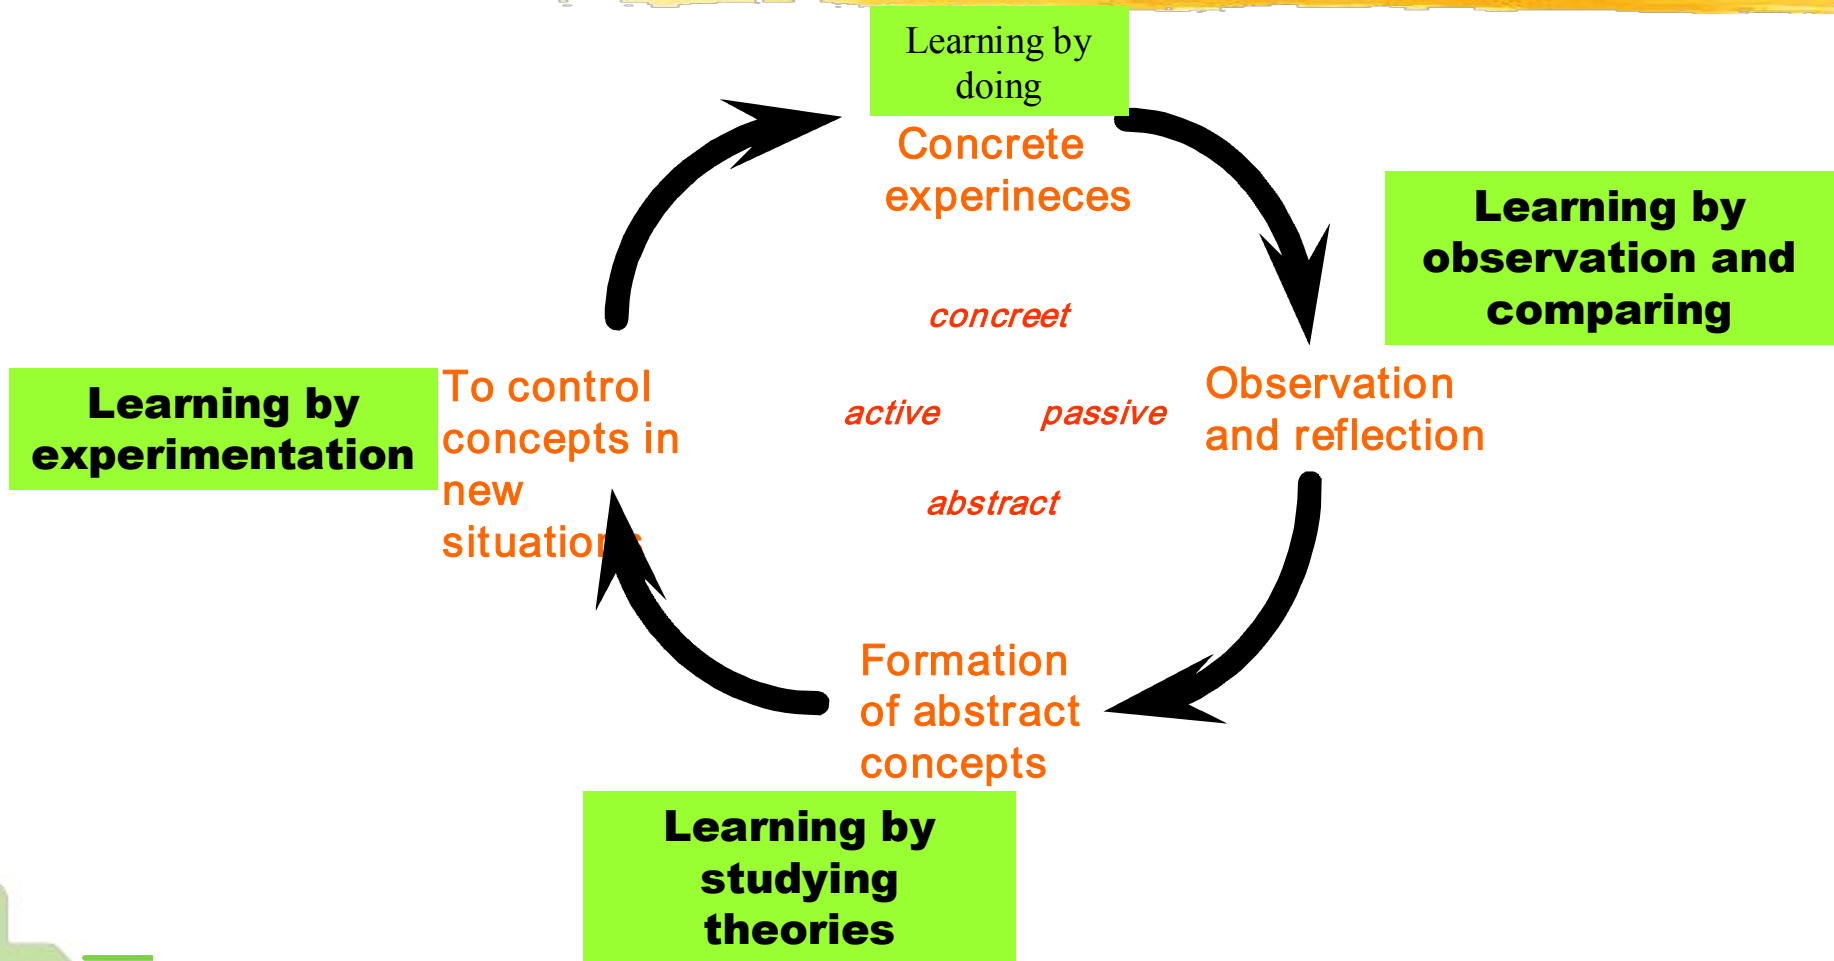 Learning by
doing
Concrete
experineces
Learning by
observation and
comparing
concreet
Learning by
experimentation
To control
concepts in
new
situations
active
passive
Observation
and reflection
abstract
Formation
of abstract
concepts
Learning by
studying
theories